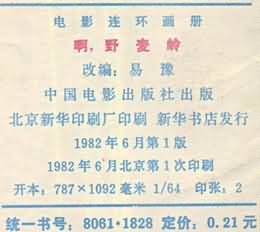 电影连环画册
啊，野麦岭
改编：易豫
中国电影出版社出版
北京新华印刷厂印刷 新华书店发行
1982年6月第1版
1982年6月北京第1次印刷
开本：787×1092毫米 1/64 印张：2
统一书号：8061·1828 定价：0.21元